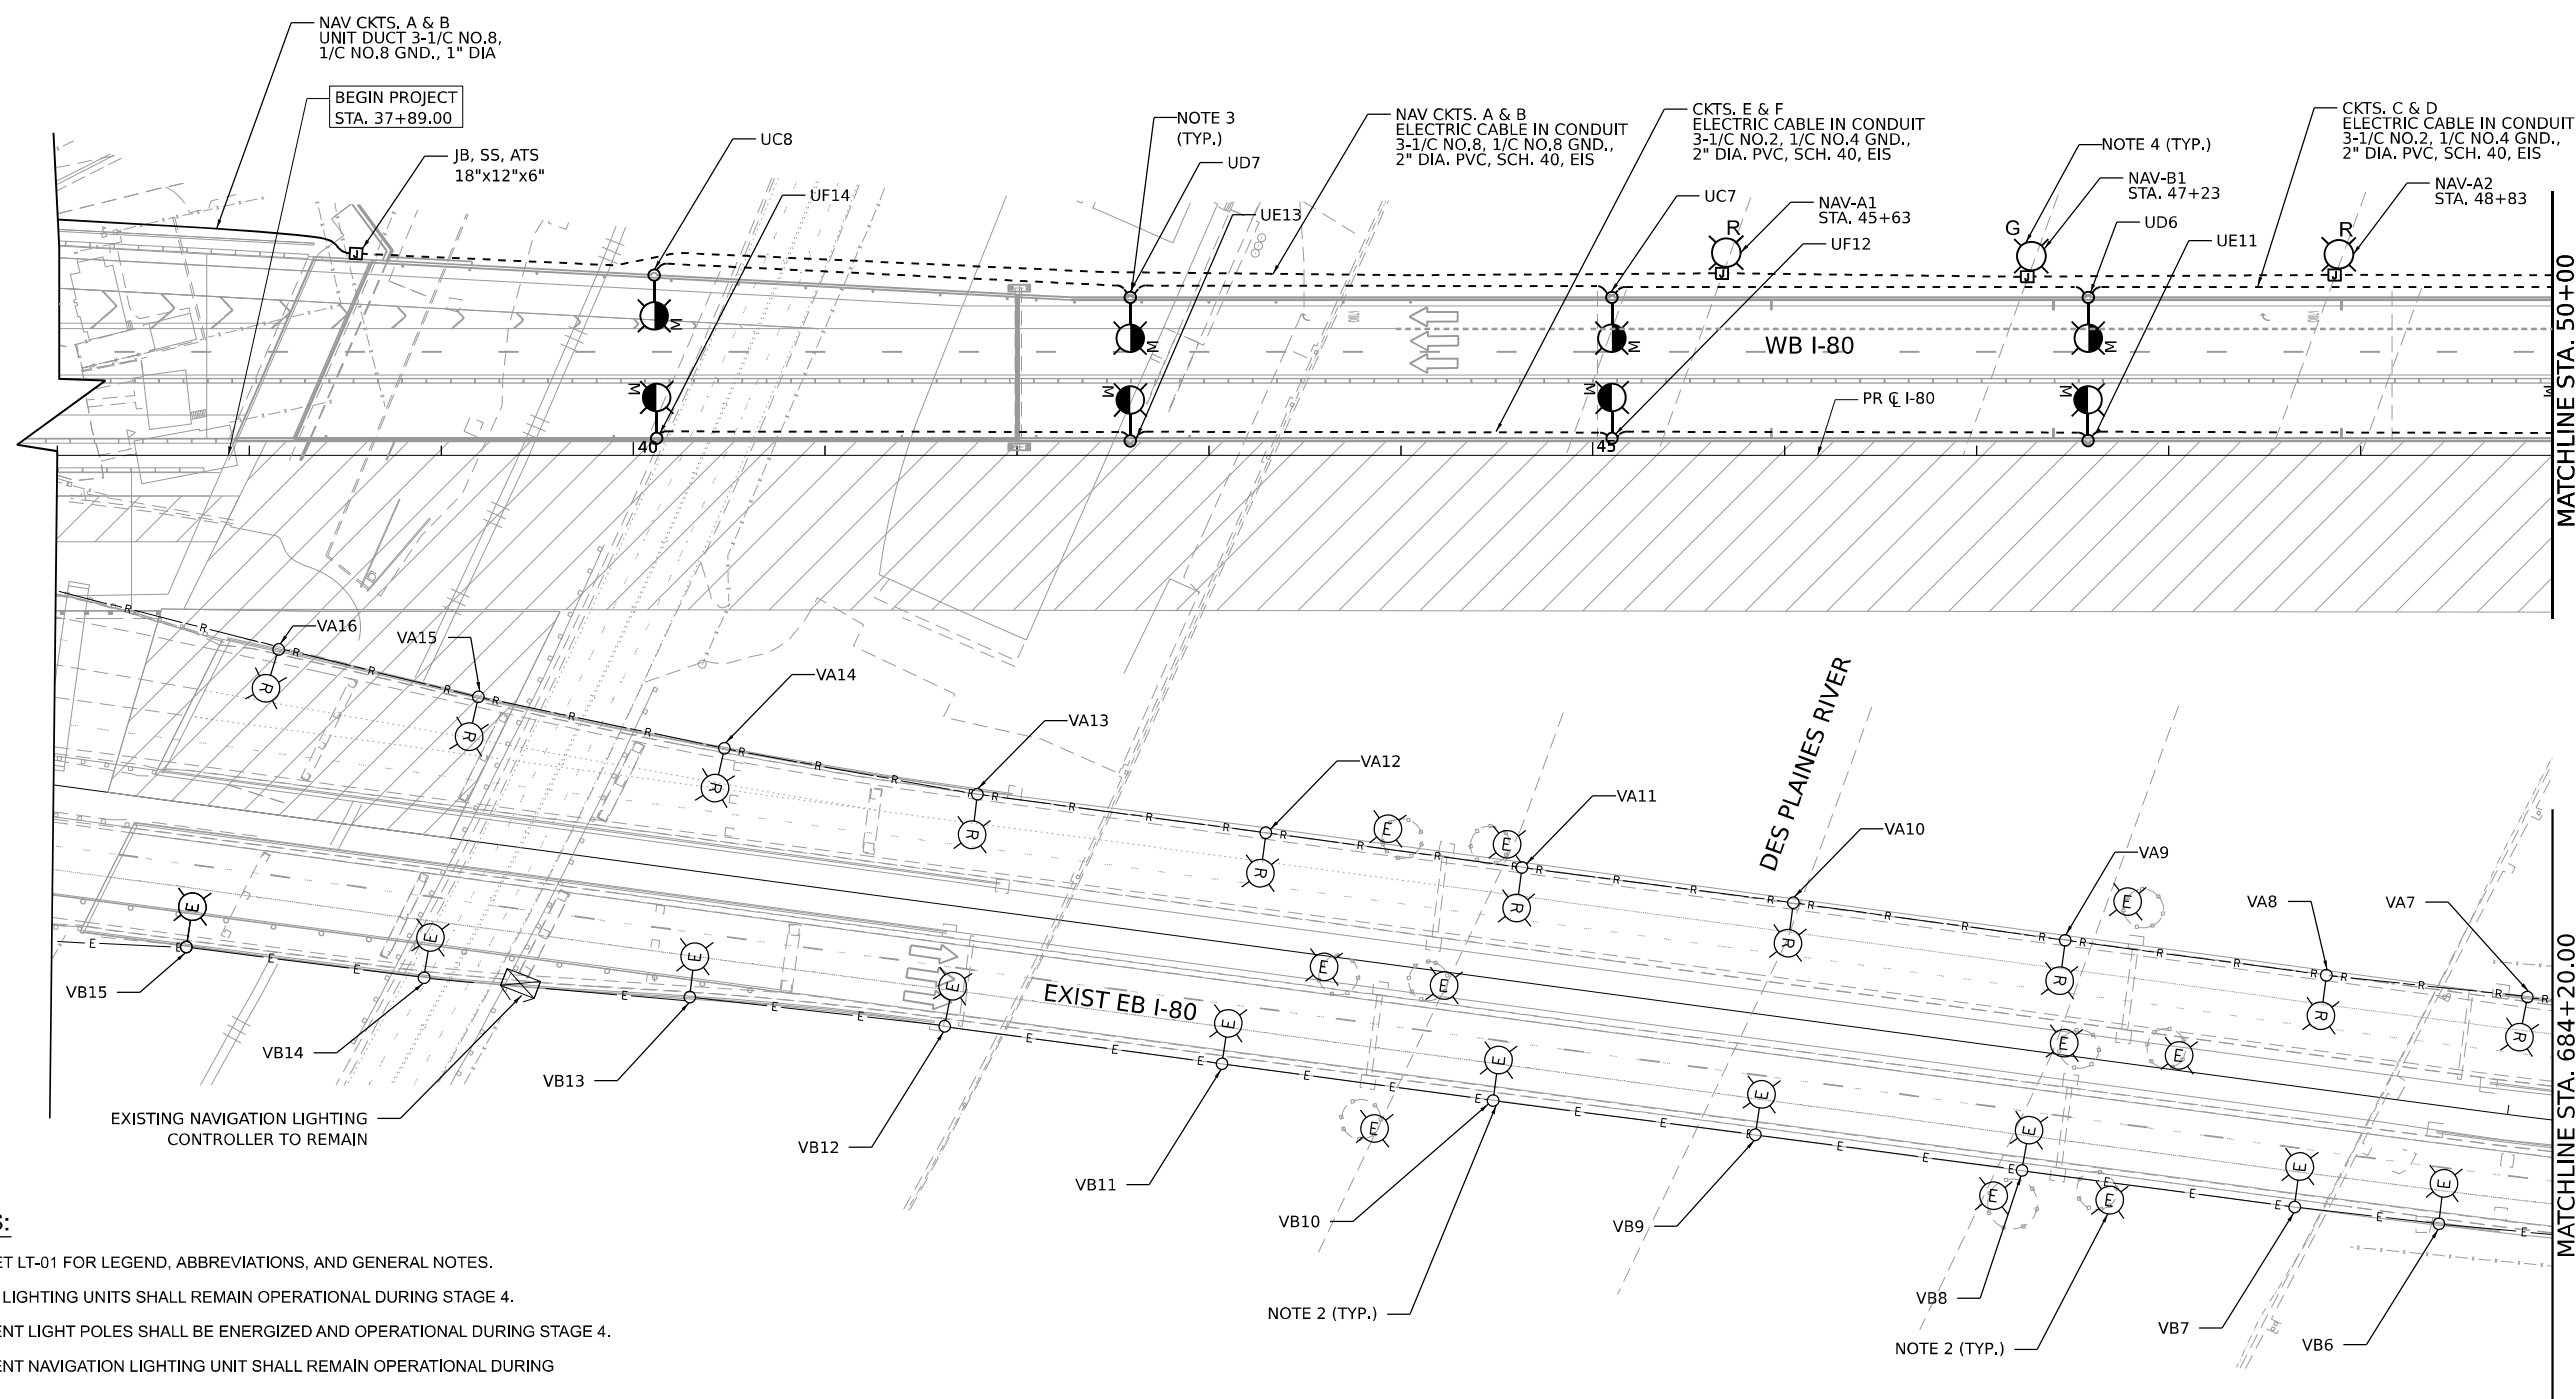 NAV CKTS. A & B
UNIT DUCT 3-1/C NO.8,
1/C NO.8 GND., 1" DIA
BEGIN PROJECT
STA. 37+89.00
JB, SS, ATS
18"x12"x6"
UC8
UF14
NOTE 3
(TYP.)
UD7
UE13
NAV CKTS. A & B
ELECTRIC CABLE IN CONDUIT
3-1/C NO.8, 1/C NO.8 GND.,
2" DIA. PVC, SCH. 40, EIS
CKTS. E & F
ELECTRIC CABLE IN CONDUIT
3-1/C NO.2, 1/C NO.4 GND.,
2" DIA. PVC, SCH. 40, EIS
UC7
NAV-A1
STA. 45+63
UF12
NOTE 4 (TYP.)
NAV-B1
STA. 47+23
UD6
UE11
CKTS. C & D
ELECTRIC CABLE IN CONDUIT
3-1/C NO.2, 1/C NO.4 GND.,
2" DIA. PVC, SCH. 40, EIS
NAV-A2
STA. 48+83
R
G
R
J
J
J
J
M
M
M
M
M
M
M
M
WB I-80
PR ℄ I-80
40
45
MATCHLINE STA. 50+00
VA16
VA15
VA14
VA13
VA12
VA11
VA10
VA9
VA8
VA7
DES PLAINES RIVER
EXIST EB I-80
VB15
VB14
VB13
VB12
VB11
VB10
VB9
VB8
VB7
VB6
EXISTING NAVIGATION LIGHTING
CONTROLLER TO REMAIN
NOTE 2 (TYP.)
NOTE 2 (TYP.)
MATCHLINE STA. 684+20.00
S:
ET LT-01 FOR LEGEND, ABBREVIATIONS, AND GENERAL NOTES.
LIGHTING UNITS SHALL REMAIN OPERATIONAL DURING STAGE 4.
ENT LIGHT POLES SHALL BE ENERGIZED AND OPERATIONAL DURING STAGE 4.
ENT NAVIGATION LIGHTING UNIT SHALL REMAIN OPERATIONAL DURING